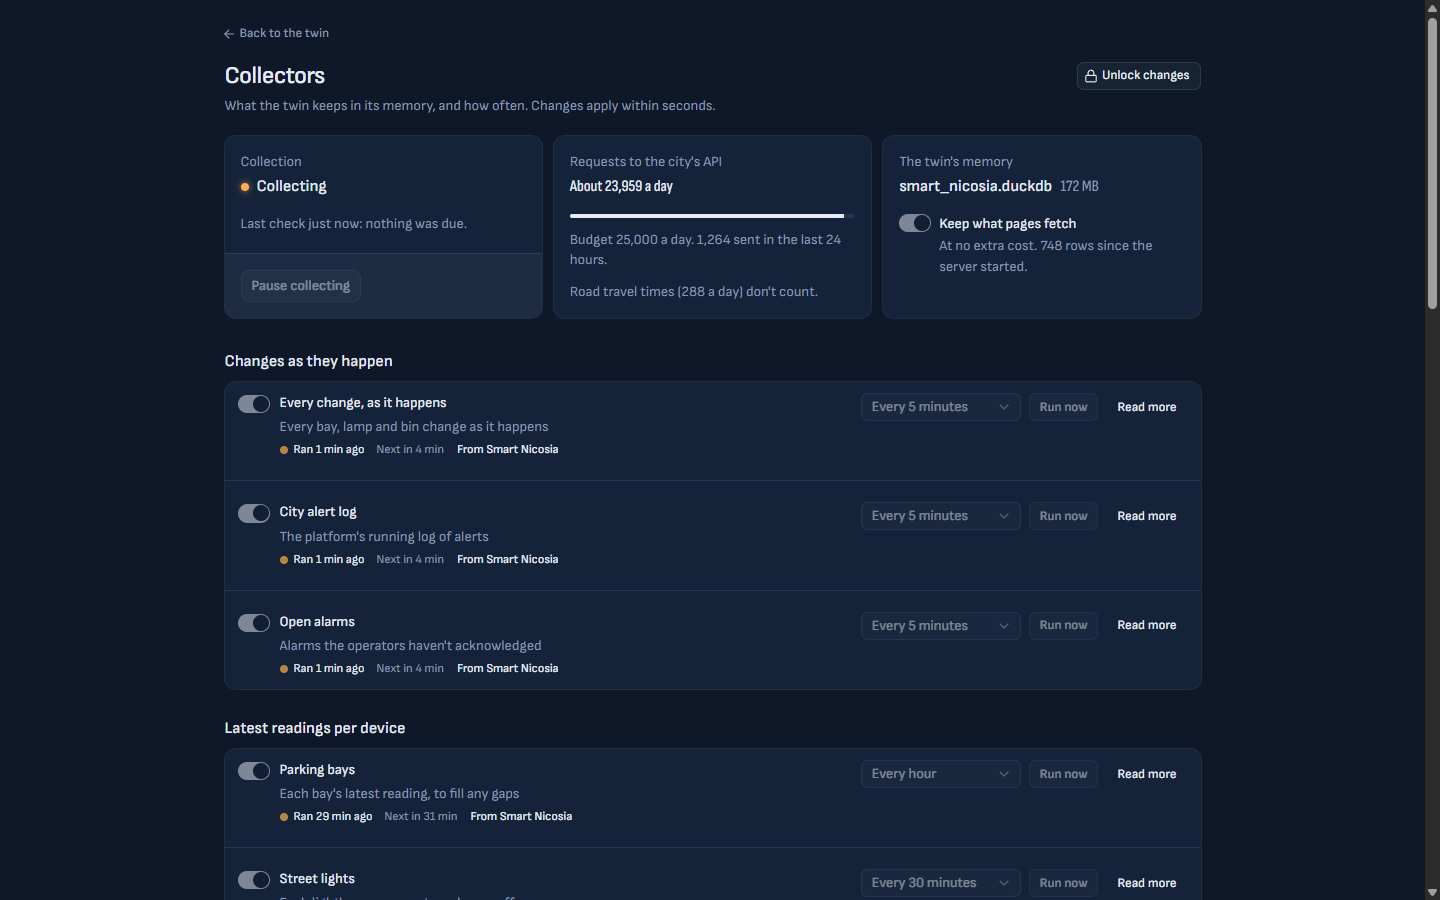 Back to the twin
Collectors
Unlock changes
What the twin keeps in its memory, and how often. Changes apply within seconds.
Collection
Collecting
Last check just now: nothing was due.
Pause collecting
Requests to the city's API
About 23,959 a day
Budget 25,000 a day. 1,264 sent in the last 24
hours.
Road travel times (288 a day) don't count.
The twin's memory
smart_nicosia.duckdb 172 MB
Keep what pages fetch
At no extra cost. 748 rows since the
server started.
Changes as they happen
Every change, as it happens
Every 5 minutes Run now Read more
Every bay, lamp and bin change as it happens
Ran 1 min ago Next in 4 min From Smart Nicosia
City alert log
Every 5 minutes Run now Read more
The platform's running log of alerts
Ran 1 min ago Next in 4 min From Smart Nicosia
Open alarms
Every 5 minutes Run now Read more
Alarms the operators haven't acknowledged
Ran 1 min ago Next in 4 min From Smart Nicosia
Latest readings per device
Parking bays
Every hour Run now Read more
Each bay's latest reading, to fill any gaps
Ran 29 min ago Next in 31 min From Smart Nicosia
Street lights
Every 30 minutes Run now Read more